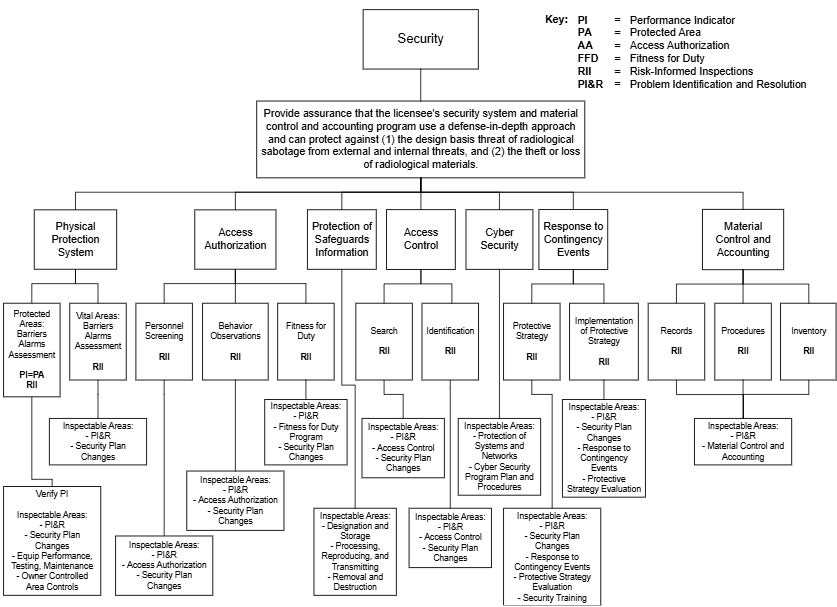 Security
Key: PI = Performance Indicator
PA = Protected Area
AA = Access Authorization
FFD = Fitness for Duty
RII = Risk-Informed Inspections
PI&R = Problem Identification and Resolution
Provide assurance that the licensee's security system and material
control and accounting program use a defense-in-depth approach
and can protect against (1) the design basis threat of radiological
sabotage from external and internal threats, and (2) the theft or loss
of radiological materials.
Physical
Protection
System
Access
Authorization
Protection of
Safeguards
Information
Access
Control
Cyber
Security
Response to
Contingency
Events
Material
Control and
Accounting
Protected
Areas:
Barriers
Alarms
Assessment
PI=PA
RII
Vital Areas:
Barriers
Alarms
Assessment
RII
Personnel
Screening
RII
Behavior
Observations
RII
Fitness for
Duty
RII
Search
RII
Identification
RII
Protective
Strategy
RII
Implementation
of Protective
Strategy
RII
Records
RII
Procedures
RII
Inventory
RII
Inspectable Areas:
- PI&R
- Security Plan
Changes
Inspectable Areas:
- PI&R
- Fitness for Duty
Program
- Security Plan
Changes
Inspectable Areas:
- PI&R
- Access Control
- Security Plan
Changes
Inspectable Areas:
- Protection of
Systems and
Networks
- Cyber Security
Program Plan and
Procedures
Inspectable Areas:
- PI&R
- Security Plan
Changes
- Response to
Contingency
Events
- Protective
Strategy Evaluation
Inspectable Areas:
- PI&R
- Material Control and
Accounting
Verify PI
Inspectable Areas:
- PI&R
- Security Plan
Changes
- Equip Performance,
Testing, Maintenance
- Owner Controlled
Area Controls
Inspectable Areas:
- PI&R
- Access Authorization
- Security Plan
Changes
Inspectable Areas:
- PI&R
- Access Authorization
- Security Plan
Changes
Inspectable Areas:
- Designation and
Storage
- Processing,
Reproducing, and
Transmitting
- Removal and
Destruction
Inspectable Areas:
- PI&R
- Access Control
- Security Plan
Changes
Inspectable Areas:
- PI&R
- Security Plan
Changes
- Response to
Contingency Events
- Protective Strategy
Evaluation
- Security Training